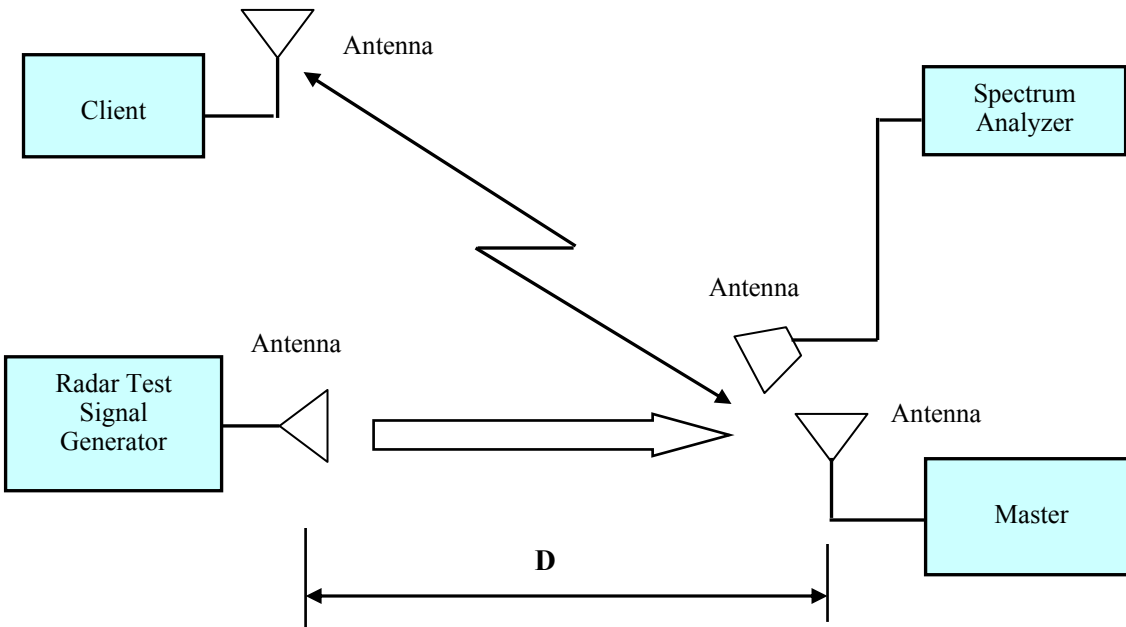 Antenna
Client
Spectrum
Analyzer
Antenna
Antenna
Radar Test
Signal
Generator
Antenna
Master
D